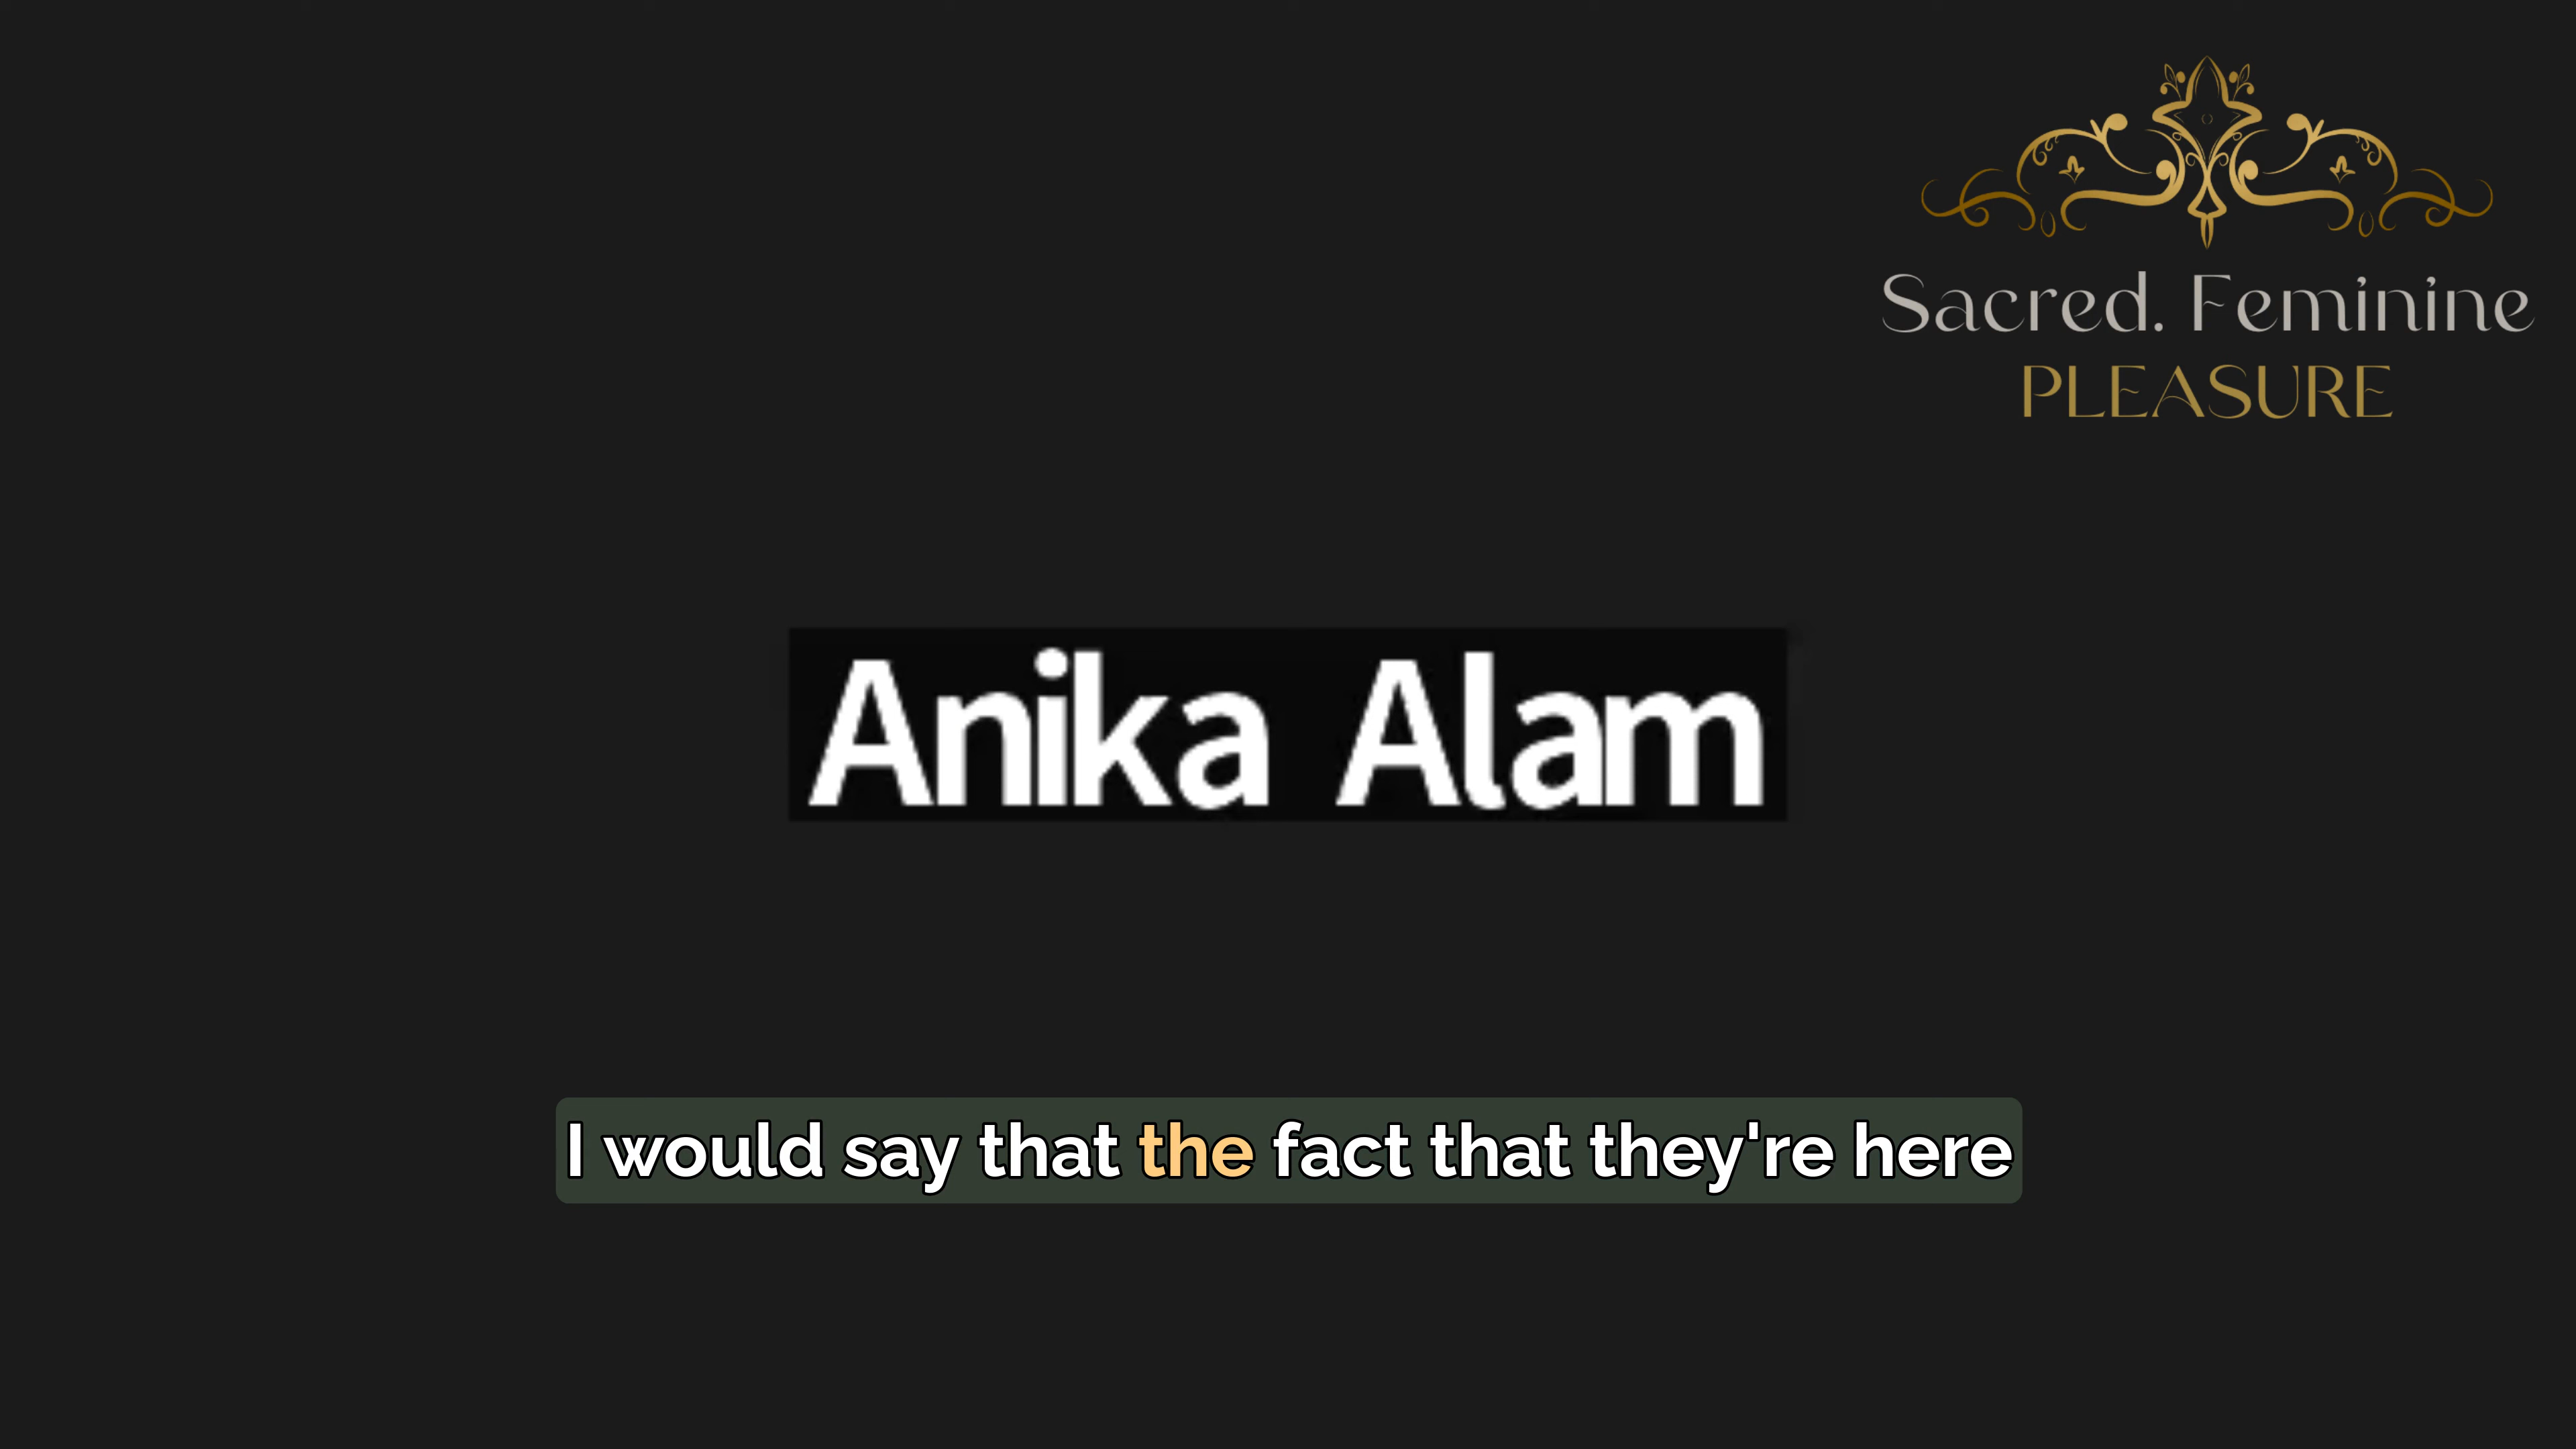 Sacred. Feminine
PLEASURE
Anika Alam
I would say that the fact that they're here